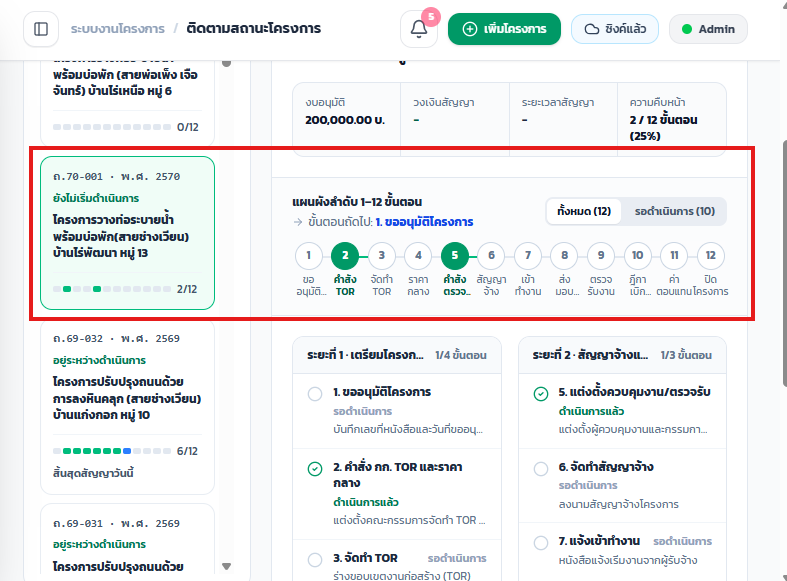 ระบบงานโครงการ / ติดตามสถานะโครงการ
5
เพิ่มโครงการ
ซิงค์แล้ว
Admin
พร้อมบ่อพัก (สายพ่อเพ็ง เจือ
จันทร์) บ้านไร่เหนือ หมู่ 6
0/12
ถ.70-001 · พ.ศ. 2570
ยังไม่เริ่มดำเนินการ
โครงการวางท่อระบายน้ำ
พร้อมบ่อพัก(สายช่างเวียน)
บ้านไร่พัฒนา หมู่ 13
2/12
ถ.69-032 · พ.ศ. 2569
อยู่ระหว่างดำเนินการ
โครงการปรับปรุงถนนด้วย
การลงหินคลุก (สายช่างเวียน)
บ้านแก่งกอก หมู่ 10
6/12
สิ้นสุดสัญญาวันนี้
ถ.69-031 · พ.ศ. 2569
อยู่ระหว่างดำเนินการ
โครงการปรับปรุงถนนด้วย
งบอนุมัติ
200,000.00 บ.
วงเงินสัญญา
-
ระยะเวลาสัญญา
-
ความคืบหน้า
2 / 12 ขั้นตอน
(25%)
แผนผังลำดับ 1-12 ขั้นตอน
→ ขั้นตอนถัดไป: 1. ขออนุมัติโครงการ
ทั้งหมด (12)
รอดำเนินการ (10)
1 2 3 4 5 6 7 8 9 10 11 12
ขอ คำสั่ง จัดทำ ราคา คำสั่ง สัญญา เข้า ส่ง ตรวจ ฎีกา ค่า ปิด
อนุมัติ... TOR TOR กลาง ตรวจ... จ้าง ทำงาน มอบ... รับงาน เบิก... ตอบแทน โครงการ
ระยะที่ 1 · เตรียมโครงก... 1/4 ขั้นตอน
1. ขออนุมัติโครงการ
รอดำเนินการ
บันทึกเลขที่หนังสือและวันที่ขออนุ...
2. คำสั่ง กก. TOR และราคา
กลาง
ดำเนินการแล้ว
แต่งตั้งคณะกรรมการจัดทำ TOR ...
3. จัดทำ TOR รอดำเนินการ
ร่างขอบเขตงานก่อสร้าง (TOR)
ระยะที่ 2 · สัญญาจ้างแ... 1/3 ขั้นตอน
5. แต่งตั้งควบคุมงาน/ตรวจรับ
ดำเนินการแล้ว
แต่งตั้งผู้ควบคุมงานและกรรมกา...
6. จัดทำสัญญาจ้าง
รอดำเนินการ
ลงนามสัญญาจ้างโครงการ
7. แจ้งเข้าทำงาน รอดำเนินการ
หนังสือแจ้งเริ่มงานจากผู้รับจ้าง